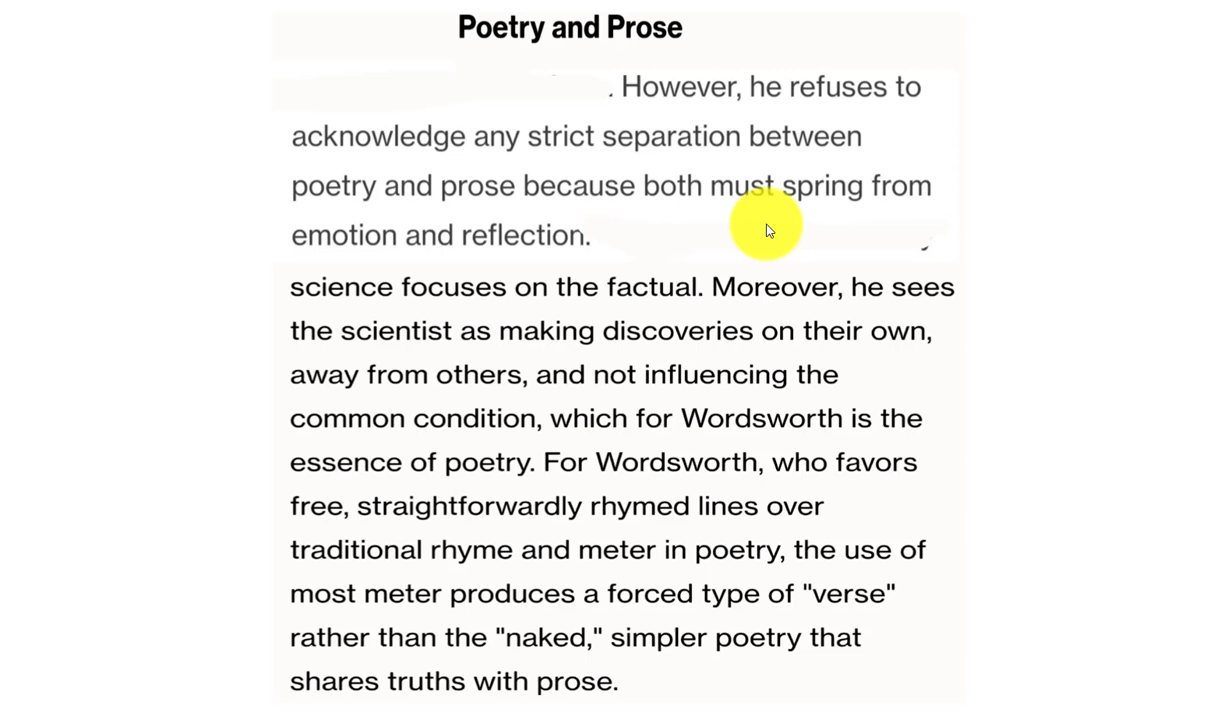 Poetry and Prose
. However, he refuses to
acknowledge any strict separation between
poetry and prose because both must spring from
emotion and reflection.
science focuses on the factual. Moreover, he sees
the scientist as making discoveries on their own,
away from others, and not influencing the
common condition, which for Wordsworth is the
essence of poetry. For Wordsworth, who favors
free, straightforwardly rhymed lines over
traditional rhyme and meter in poetry, the use of
most meter produces a forced type of "verse"
rather than the "naked," simpler poetry that
shares truths with prose.